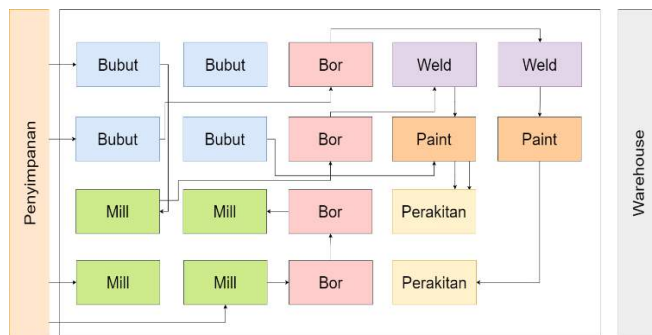 Penyimpanan
Bubut
Bubut
Bor
Weld
Weld
Bubut
Bubut
Bor
Paint
Paint
Mill
Mill
Bor
Perakitan
Mill
Mill
Bor
Perakitan
Warehouse